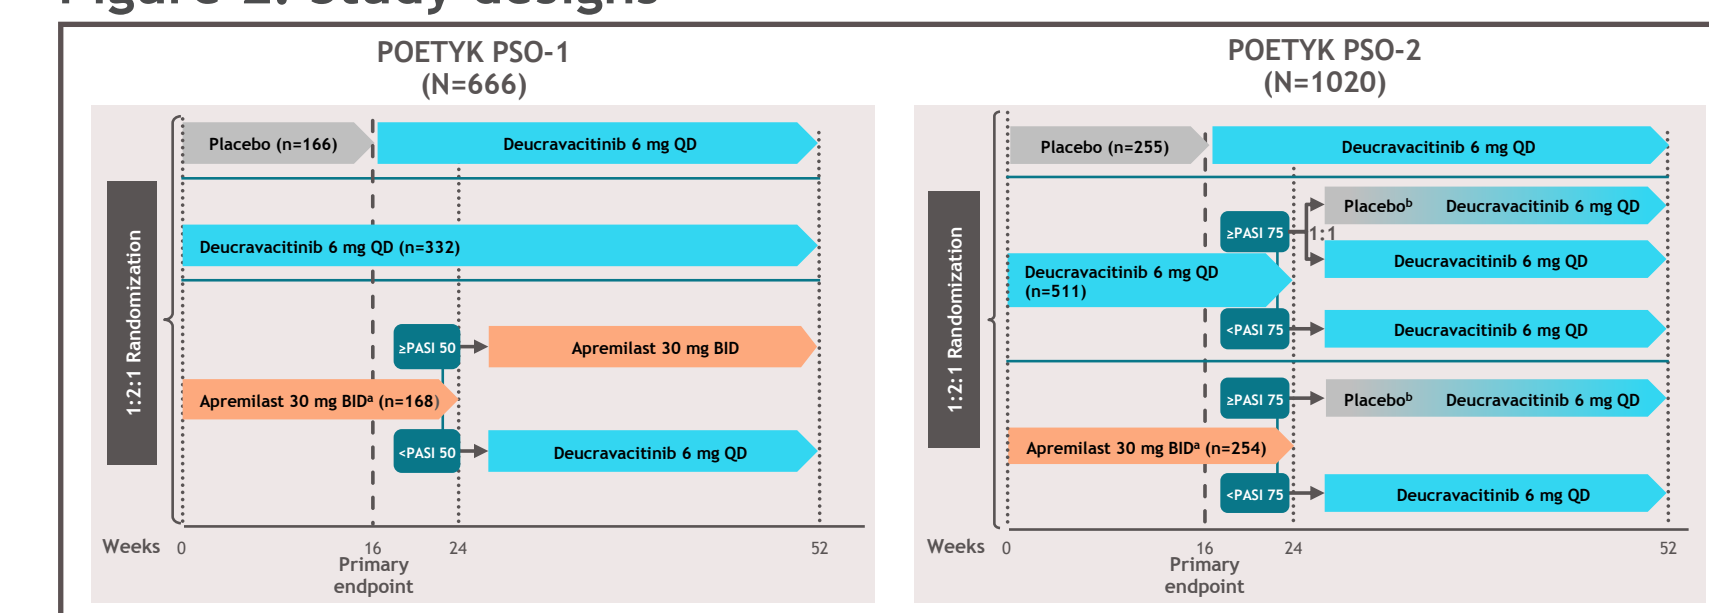 Figure 2. Study designs
POETYK PSO-1
(N=666)
1:2:1 Randomization
Placebo (n=166)
Deucravacitinib 6 mg QD
Deucravacitinib 6 mg QD (n=332)
≥PASI 50
Apremilast 30 mg BID
Apremilast 30 mg BIDᵃ (n=168)
<PASI 50
Deucravacitinib 6 mg QD
Weeks 0 16 24 52
Primary
endpoint
POETYK PSO-2
(N=1020)
1:2:1 Randomization
Placebo (n=255)
Deucravacitinib 6 mg QD
Placeboᵇ Deucravacitinib 6 mg QD
≥PASI 75
1:1
Deucravacitinib 6 mg QD
Deucravacitinib 6 mg QD
(n=511)
<PASI 75
Deucravacitinib 6 mg QD
≥PASI 75
Placeboᵇ Deucravacitinib 6 mg QD
Apremilast 30 mg BIDᵃ (n=254)
<PASI 75
Deucravacitinib 6 mg QD
Weeks 0 16 24 52
Primary
endpoint